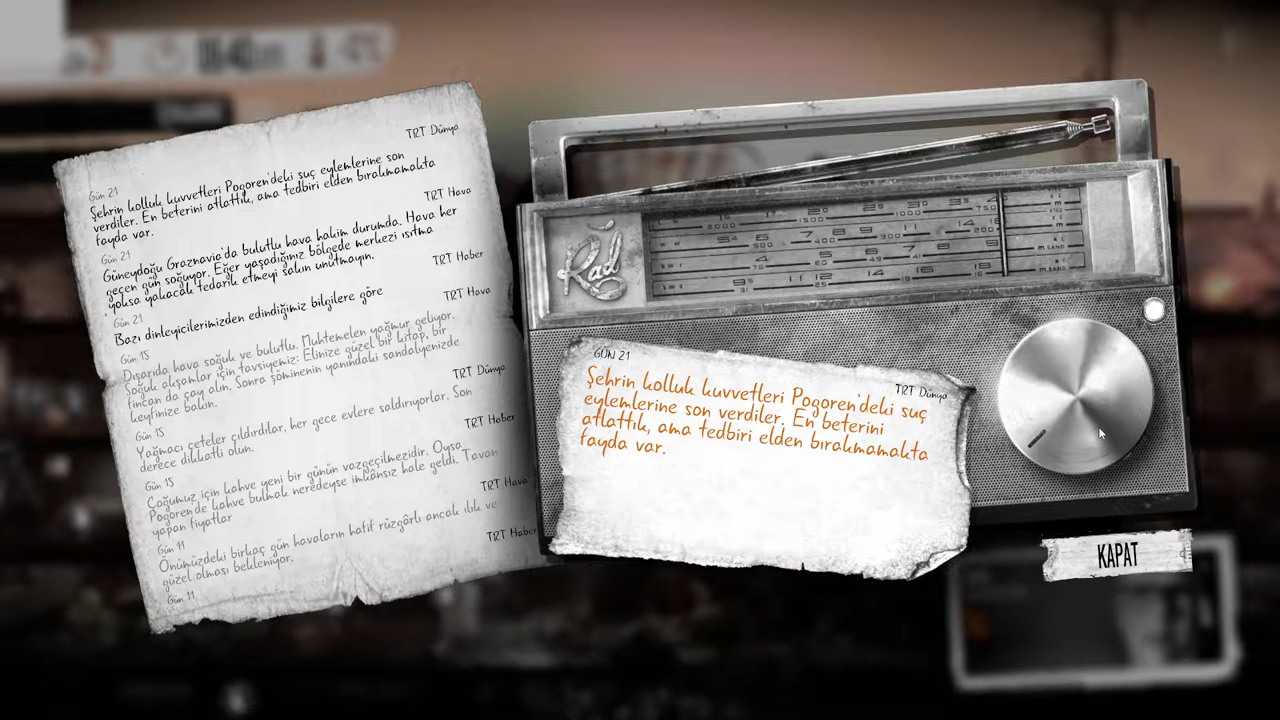 TRT Dünya
Gün 21
Şehrin kolluk kuvvetleri Pogoren'deki suç eylemlerine son
verdiler. En beterini atlattık, ama tedbiri elden bırakmamakta
fayda var.
TRT Hava
Gün 21
Güneydoğu Graznavia'da bulutlu hava hakim durumda. Hava her
geçen gün soğuyor. Eğer yaşadığınız bölgede merkezi ısıtma
yoksa yakacak tedarik etmeyi sakın unutmayın.
TRT Haber
Gün 21
Bazı dinleyicilerimizden edindiğimiz bilgilere göre
TRT Hava
Gün 15
Dışarıda hava soğuk ve bulutlu. Muhtemelen yağmur geliyor.
Soğuk akşamlar için tavsiyemiz: Elinize güzel bir kitap, bir
fincan da çay alın. Sonra şöminenin yanındaki sandalyenizde
keyfinize bakın.
TRT Dünya
Gün 15
Yağmacı çeteler çıldırdılar, her gece evlere saldırıyorlar. Son
derece dikkatli olun.
TRT Haber
Gün 15
Çoğumuz için kahve yeni bir günün vazgeçilmezidir. Oysa
Pogoren'de kahve bulmak neredeyse imkânsız hale geldi. Tavan
yapan fiyatlar
TRT Hava
Gün 11
Önümüzdeki birkaç gün havaların hafif rüzgârlı ancak ılık ve
güzel olması bekleniyor.
TRT Haber
Gün 11
Rad
GÜN 21
TRT Dünya
Şehrin kolluk kuvvetleri Pogoren'deki suç
eylemlerine son verdiler. En beterini
atlattık, ama tedbiri elden bırakmamakta
fayda var.
KAPAT